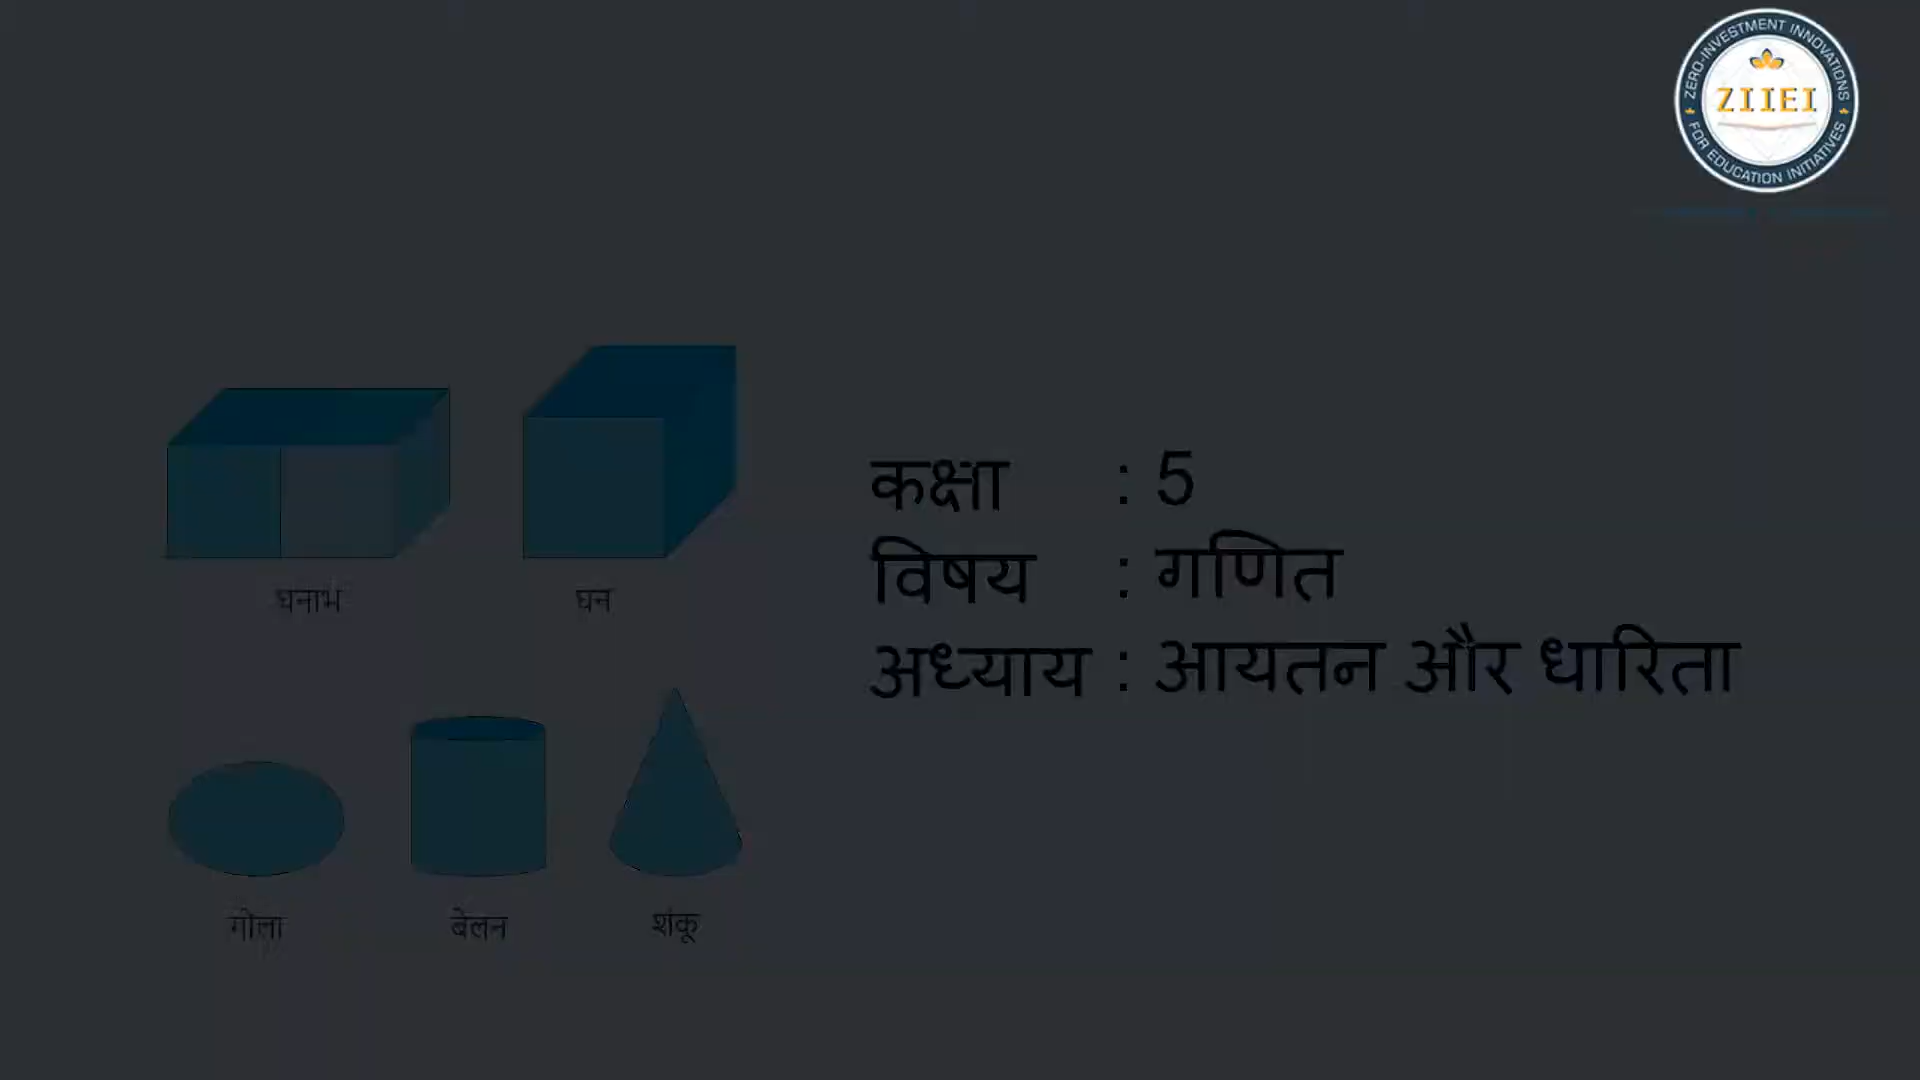 ZERO-INVESTMENT INNOVATIONS
ZIIEI
FOR EDUCATION INITIATIVES
घनाभ
घन
कक्षा : 5
विषय : गणित
अध्याय : आयतन और धारिता
गोला
बेलन
शंकू